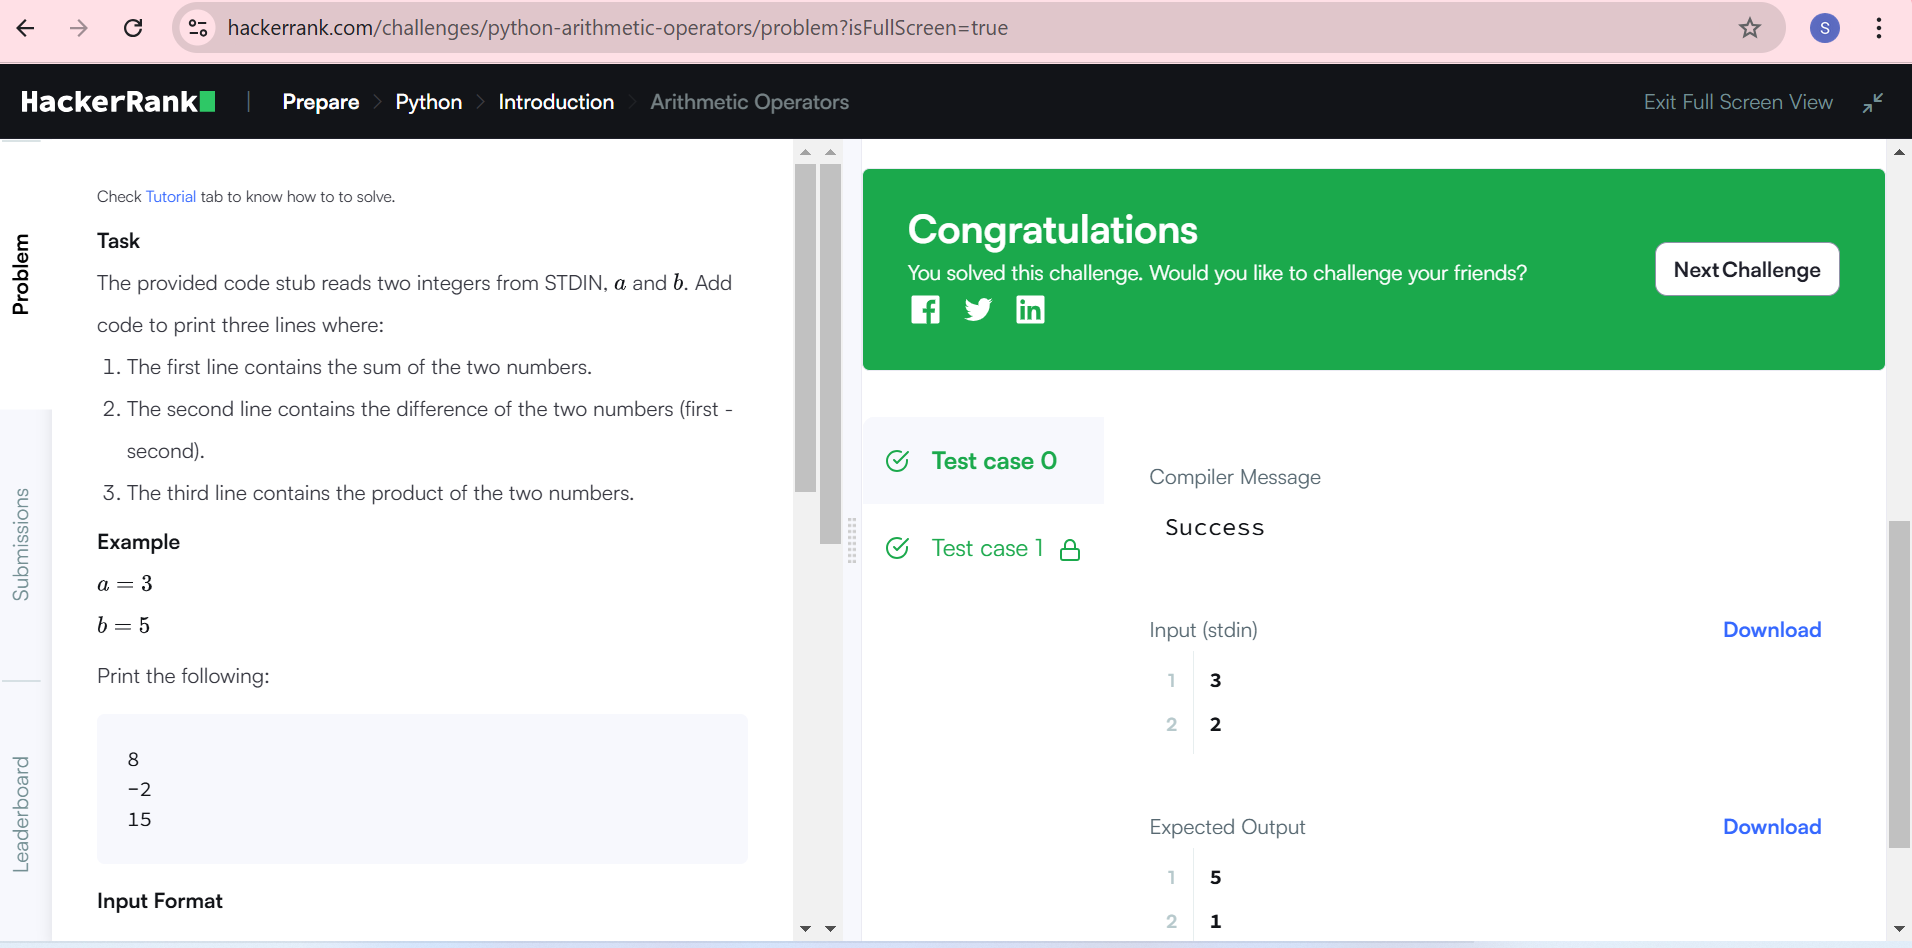 hackerrank.com/challenges/python-arithmetic-operators/problem?isFullScreen=true
S
HackerRank
Prepare
Python
Introduction
Arithmetic Operators
Exit Full Screen View
Problem
Submissions
Leaderboard
Check Tutorial tab to know how to to solve.
Task
The provided code stub reads two integers from STDIN, a and b. Add
code to print three lines where:
1. The first line contains the sum of the two numbers.
2. The second line contains the difference of the two numbers (first -
second).
3. The third line contains the product of the two numbers.
Example
a = 3
b = 5
Print the following:
8
-2
15
Input Format
Congratulations
You solved this challenge. Would you like to challenge your friends?
Next Challenge
Test case 0
Test case 1
Compiler Message
Success
Input (stdin)
Download
1 3
2 2
Expected Output
Download
1 5
2 1